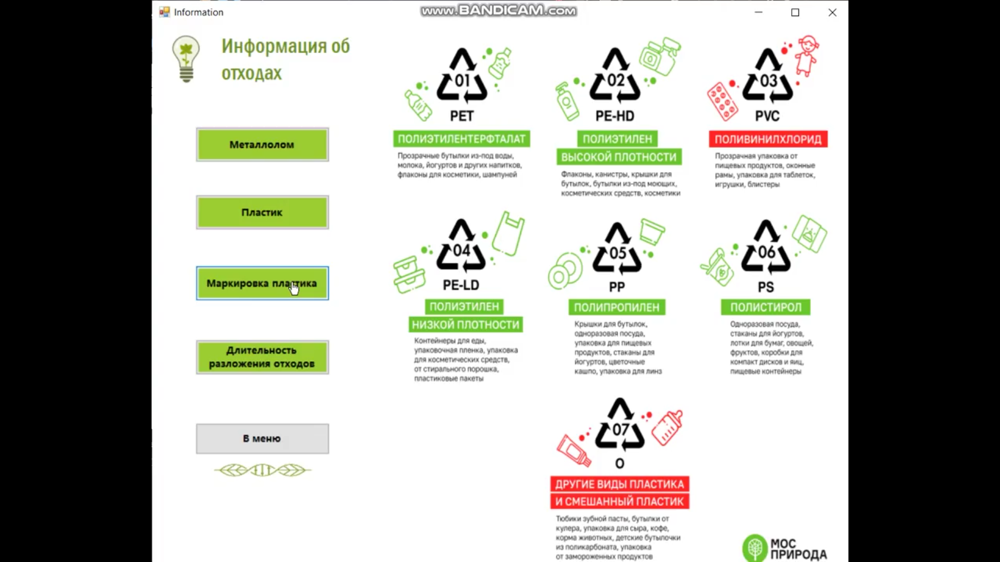 Information
www.BANDICAM.com
Информация об
отходах
Металлолом
Пластик
Маркировка пластика
Длительность
разложения отходов
В меню
01
PET
ПОЛИЭТИЛЕНТЕРФТАЛАТ
Прозрачные бутылки из-под воды,
молока, йогуртов и других напитков,
флаконы для косметики, шампуней
02
PE-HD
ПОЛИЭТИЛЕН
ВЫСОКОЙ ПЛОТНОСТИ
Флаконы, канистры, крышки для
бутылок, бутылки из-под моющих,
косметических средств, косметики
03
PVC
ПОЛИВИНИЛХЛОРИД
Прозрачная упаковка от
пищевых продуктов, оконные
рамы, упаковка для таблеток,
игрушки, блистеры
04
PE-LD
ПОЛИЭТИЛЕН
НИЗКОЙ ПЛОТНОСТИ
Контейнеры для еды,
упаковочная пленка, упаковка
для косметических средств,
от стирального порошка,
пластиковые пакеты
05
PP
ПОЛИПРОПИЛЕН
Крышки для бутылок,
одноразовая посуда,
упаковка для пищевых
продуктов, стаканы для
йогуртов, цветочные
кашпо, упаковка для линз
06
PS
ПОЛИСТИРОЛ
Одноразовая посуда,
стаканы для йогуртов,
лотки для бумаг, овощей,
фруктов, коробки для
компакт дисков и яиц,
пищевые контейнеры
07
O
ДРУГИЕ ВИДЫ ПЛАСТИКА
И СМЕШАННЫЙ ПЛАСТИК
Тюбики зубной пасты, бутылки от
кулера, упаковка для сыра, кофе,
корма животных, детские бутылочки
из поликарбоната, упаковка
от замороженных продуктов
МОС
ПРИРОДА